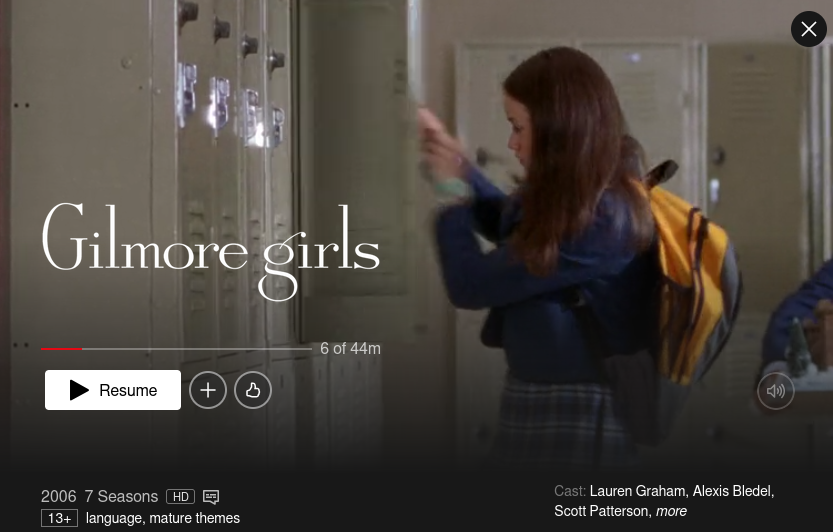 Gilmore girls
6 of 44m
Resume
2006 7 Seasons HD
13+ language, mature themes
Cast: Lauren Graham, Alexis Bledel,
Scott Patterson, more